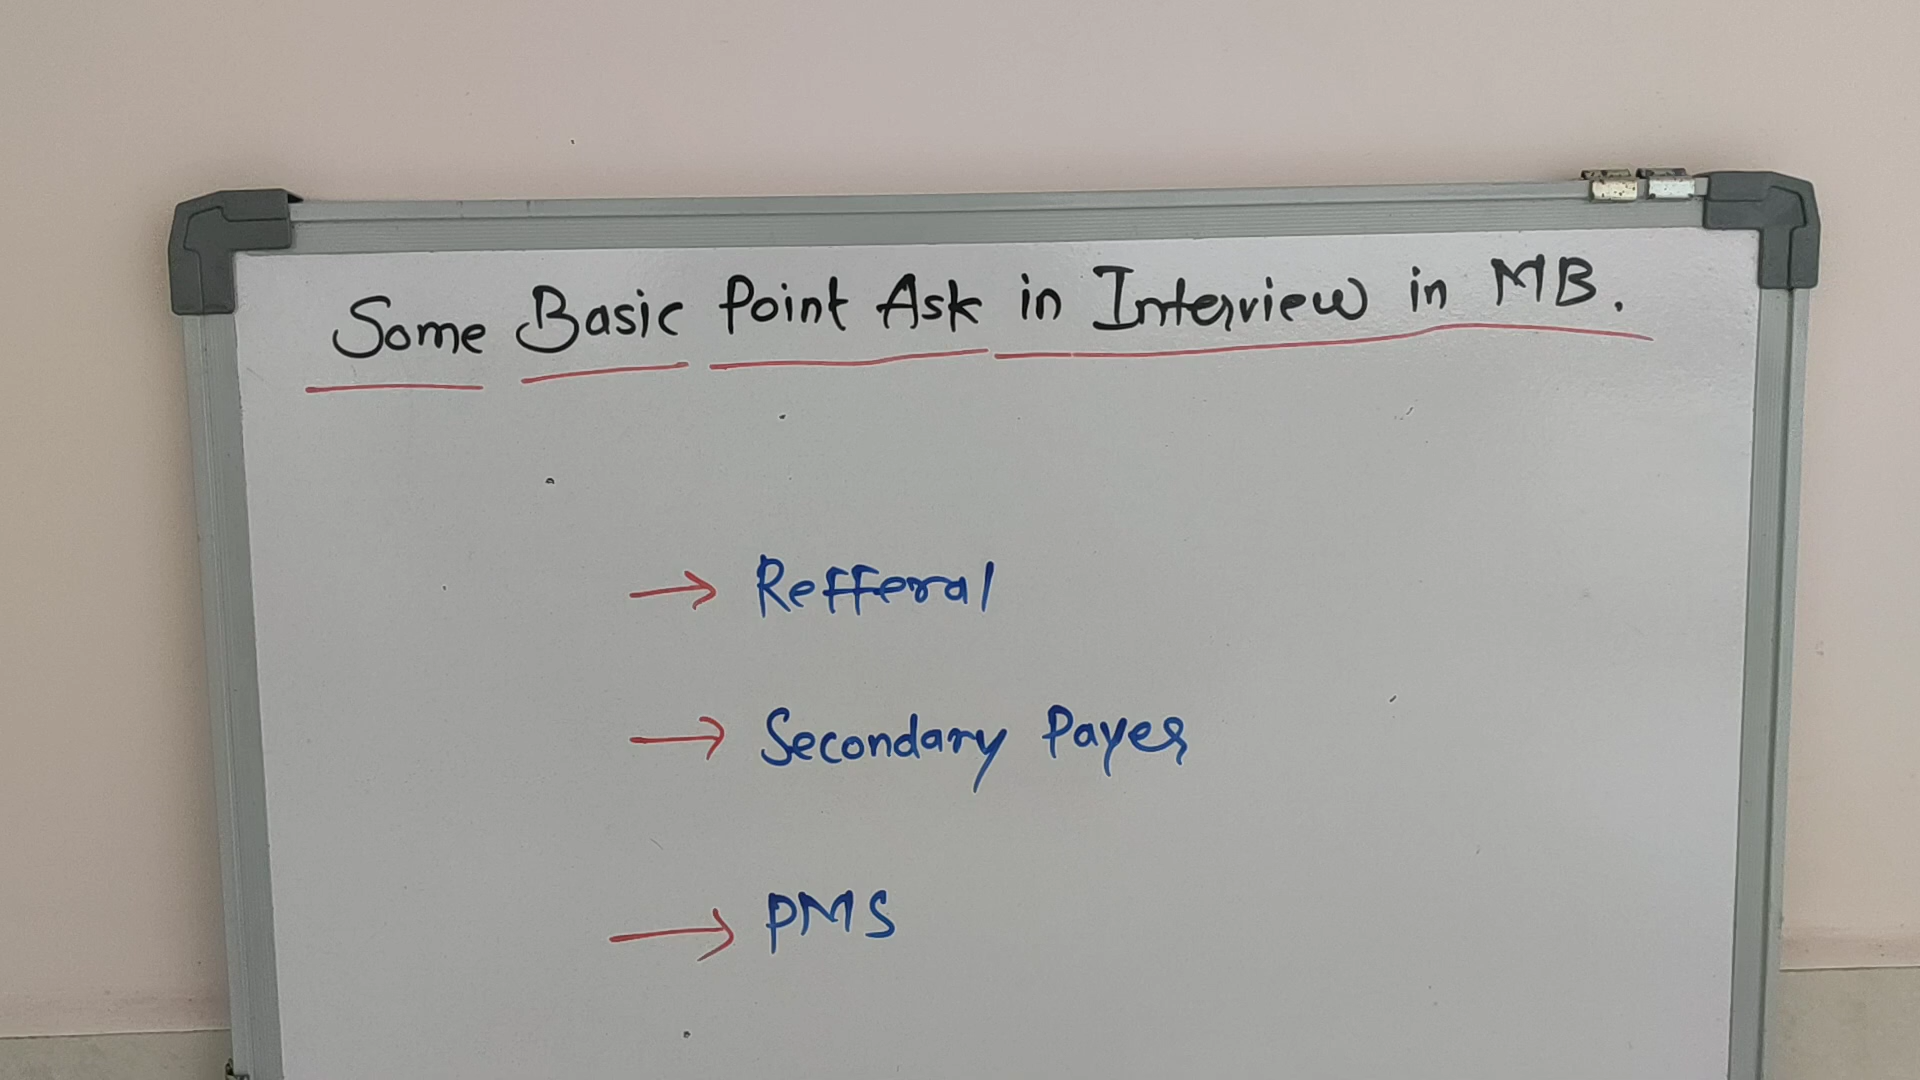 Some Basic Point Ask in Interview in MB.
→ Refferal
→ Secondary Payer
→ PMS